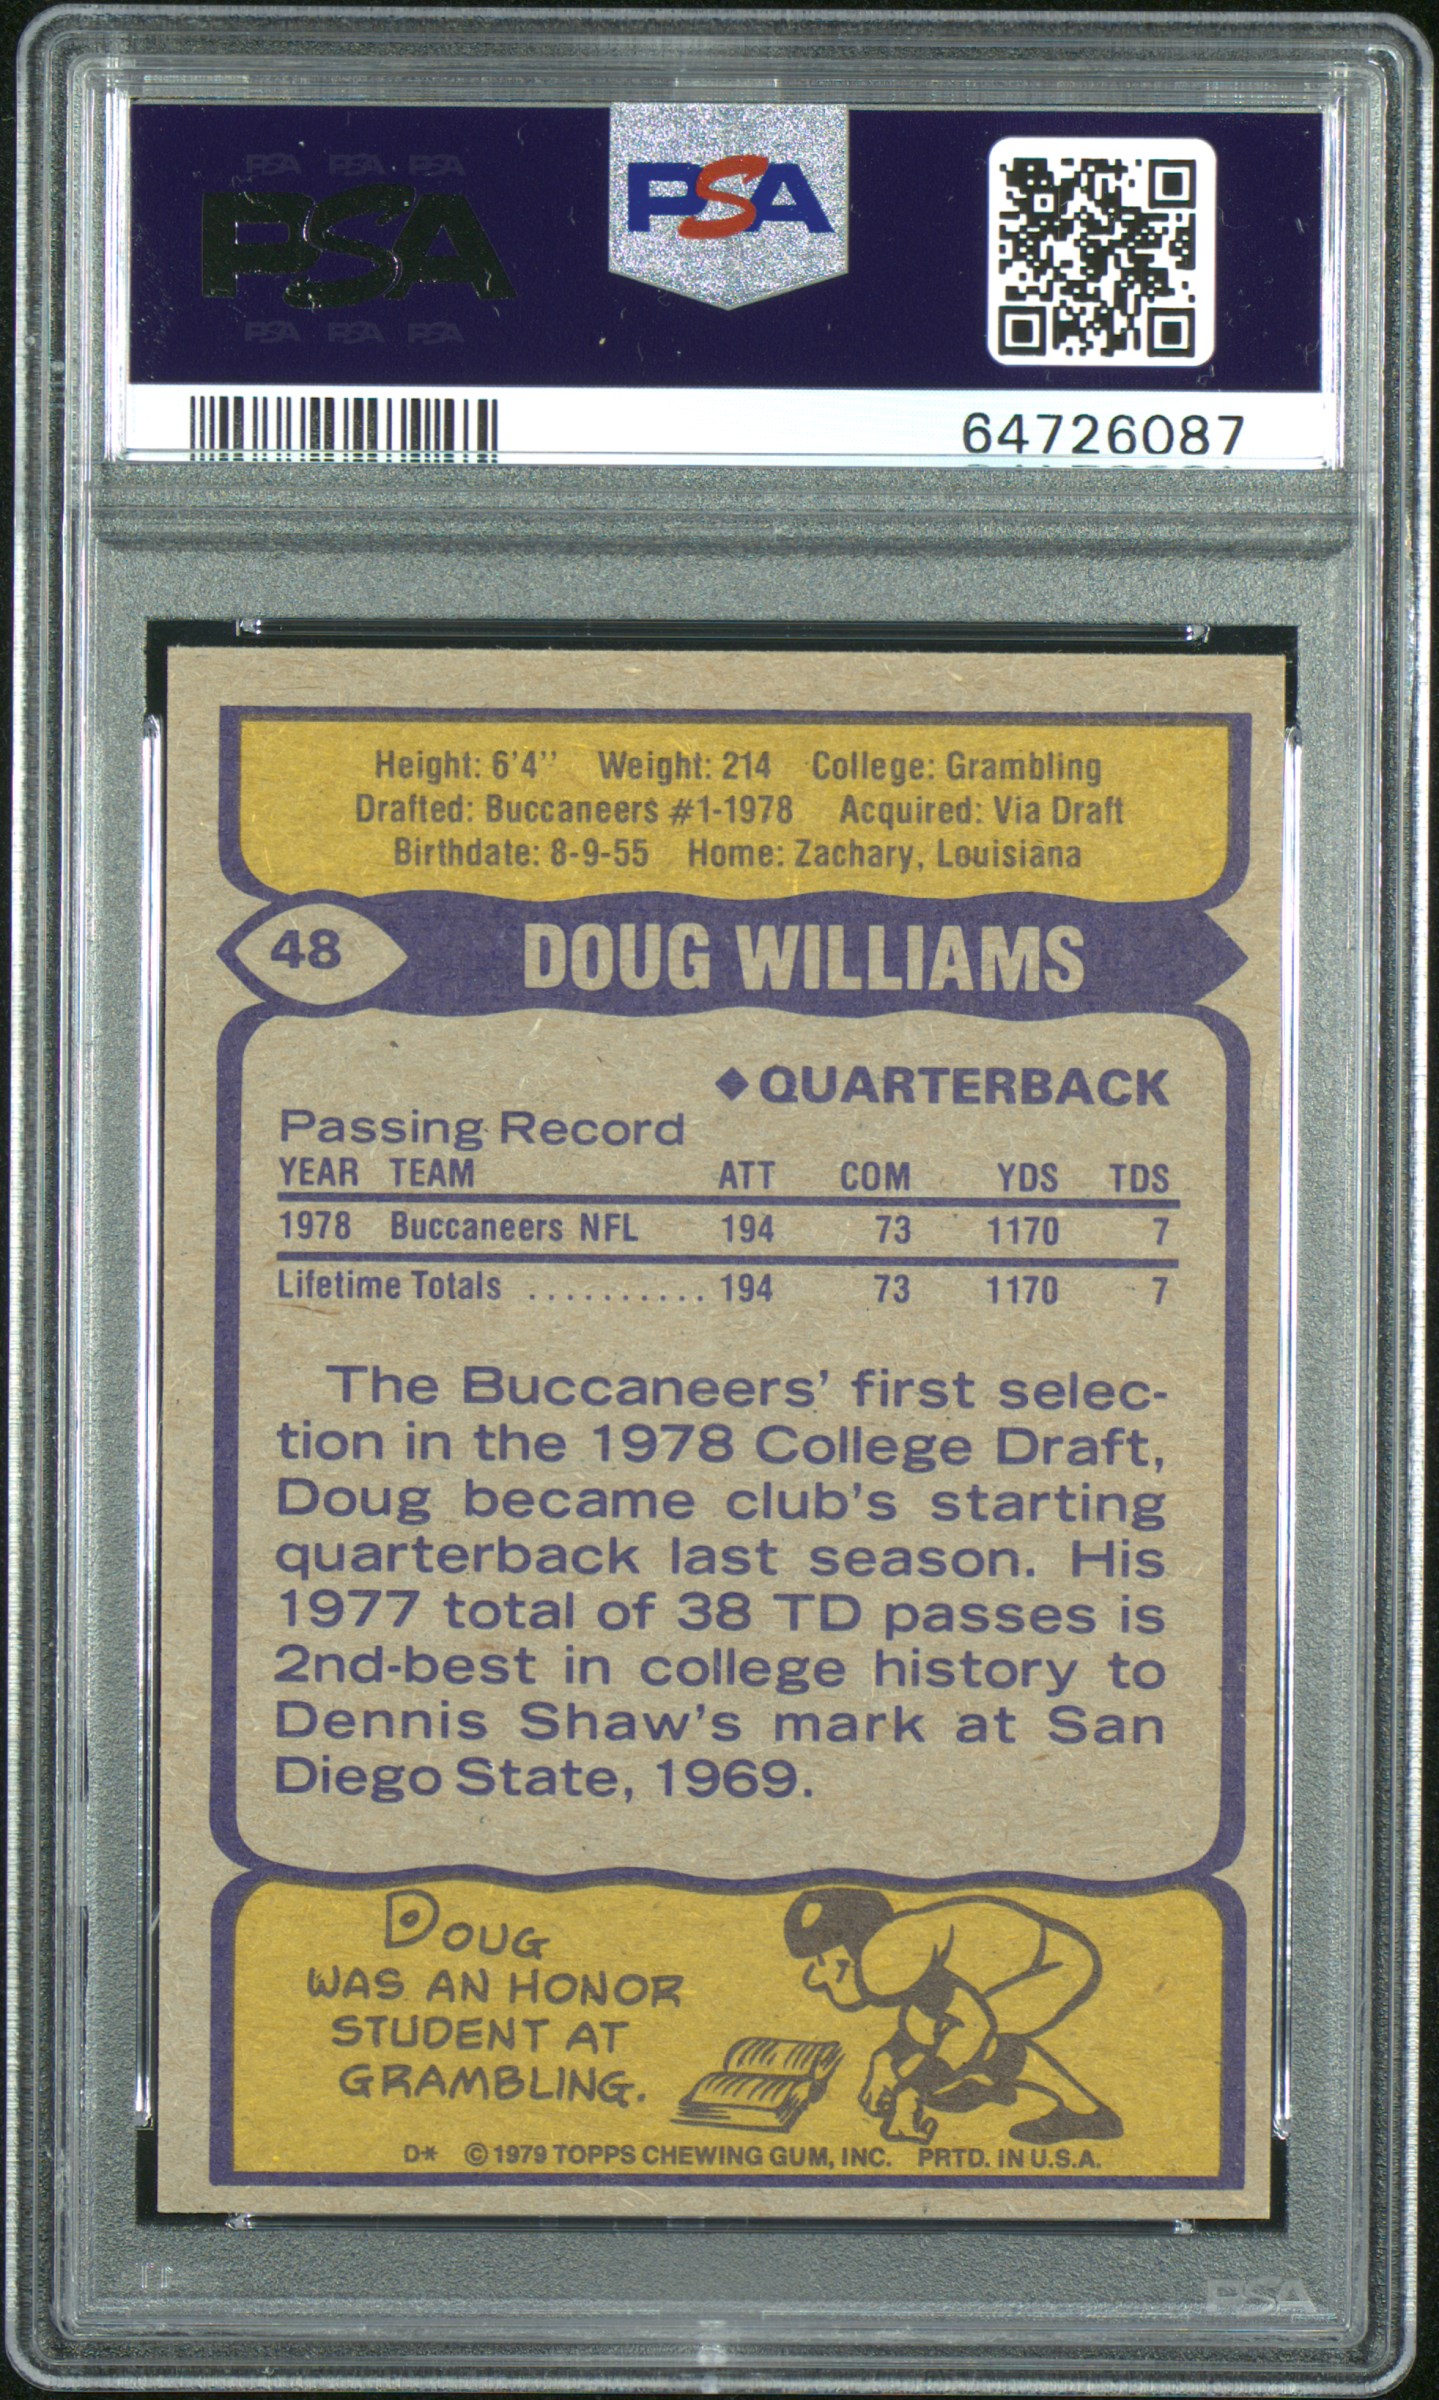 PSA PSA PSA
PSA
PSA PSA PSA
PSA
64726087
Height: 6'4'' Weight: 214 College: Grambling
Drafted: Buccaneers #1-1978 Acquired: Via Draft
Birthdate: 8-9-55 Home: Zachary, Louisiana
48 DOUG WILLIAMS
◆QUARTERBACK
Passing Record
YEAR TEAM ATT COM YDS TDS
1978 Buccaneers NFL 194 73 1170 7
Lifetime Totals .......... 194 73 1170 7
The Buccaneers' first selec-
tion in the 1978 College Draft,
Doug became club's starting
quarterback last season. His
1977 total of 38 TD passes is
2nd-best in college history to
Dennis Shaw's mark at San
Diego State, 1969.
DOUG
WAS AN HONOR
STUDENT AT
GRAMBLING.
D* © 1979 TOPPS CHEWING GUM, INC. PRTD. IN U.S.A.
PSA